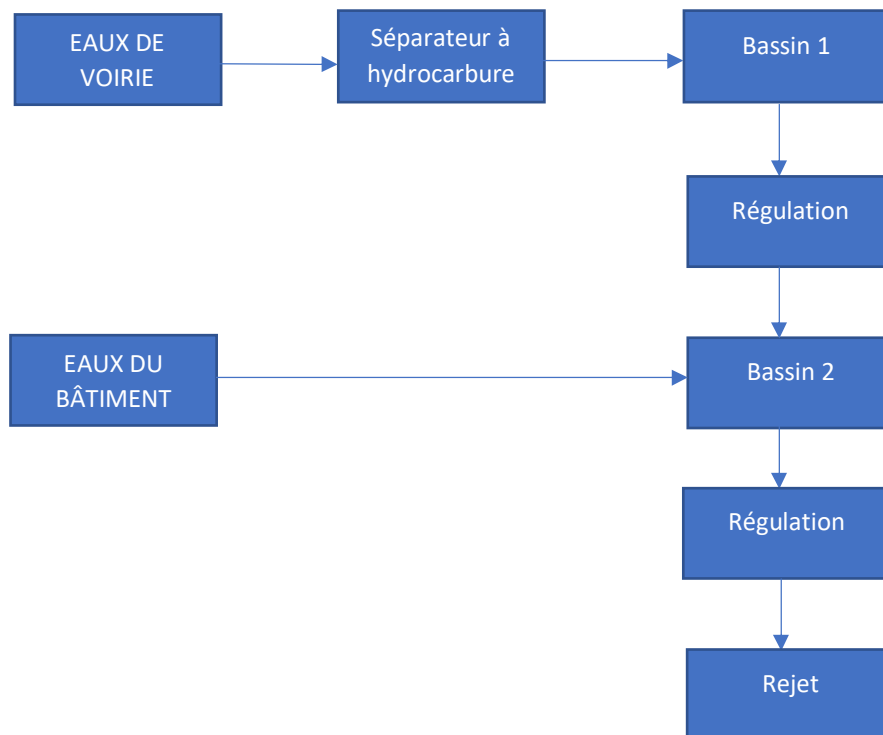 EAUX DE
VOIRIE
Séparateur à
hydrocarbure
Bassin 1
Régulation
EAUX DU
BÂTIMENT
Bassin 2
Régulation
Rejet